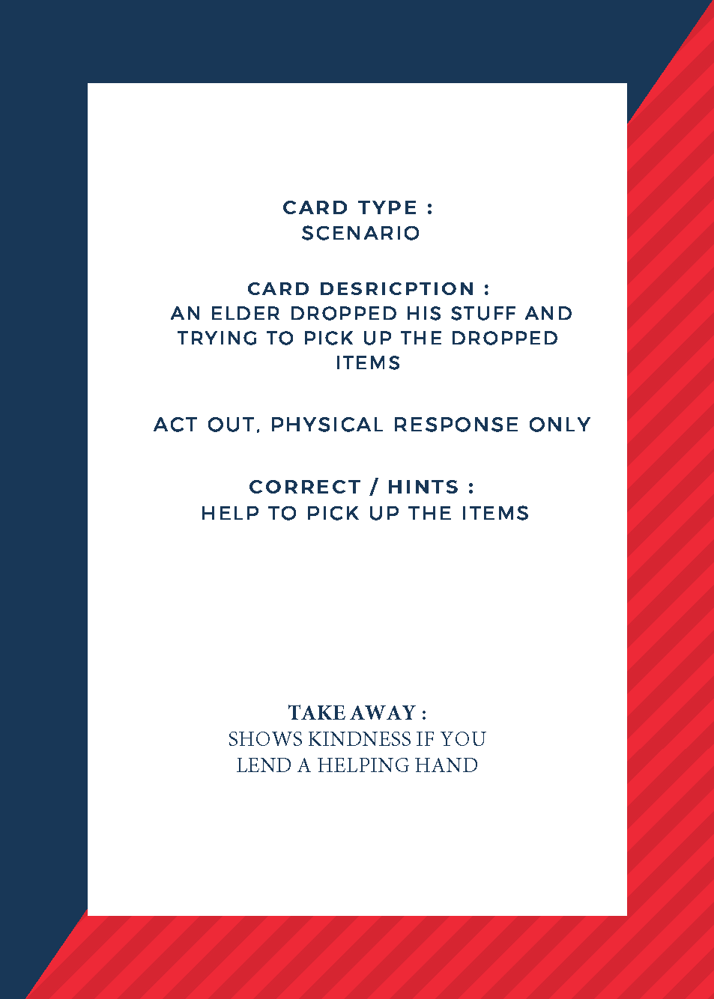 CARD TYPE :
SCENARIO
CARD DESRICPTION :
AN ELDER DROPPED HIS STUFF AND
TRYING TO PICK UP THE DROPPED
ITEMS
ACT OUT, PHYSICAL RESPONSE ONLY
CORRECT / HINTS :
HELP TO PICK UP THE ITEMS
TAKE AWAY :
SHOWS KINDNESS IF YOU
LEND A HELPING HAND